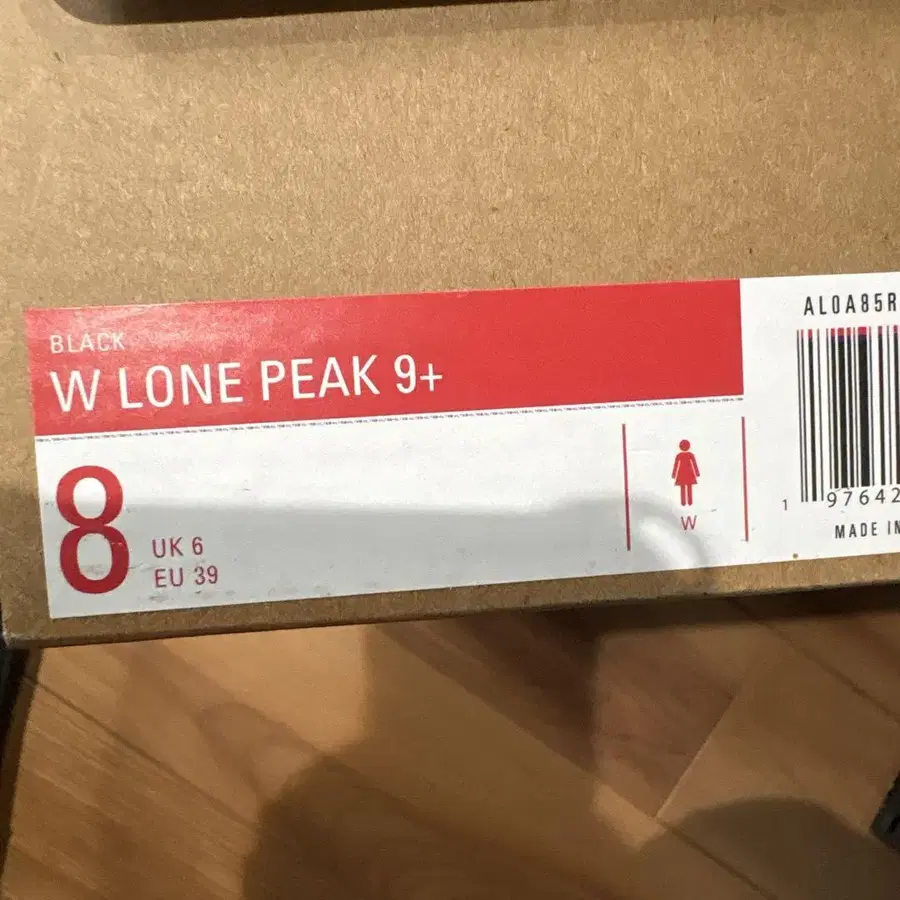 BLACK
W LONE PEAK 9+
8
UK 6
EU 39
W
AL0A85R
1 97642
MADE IN